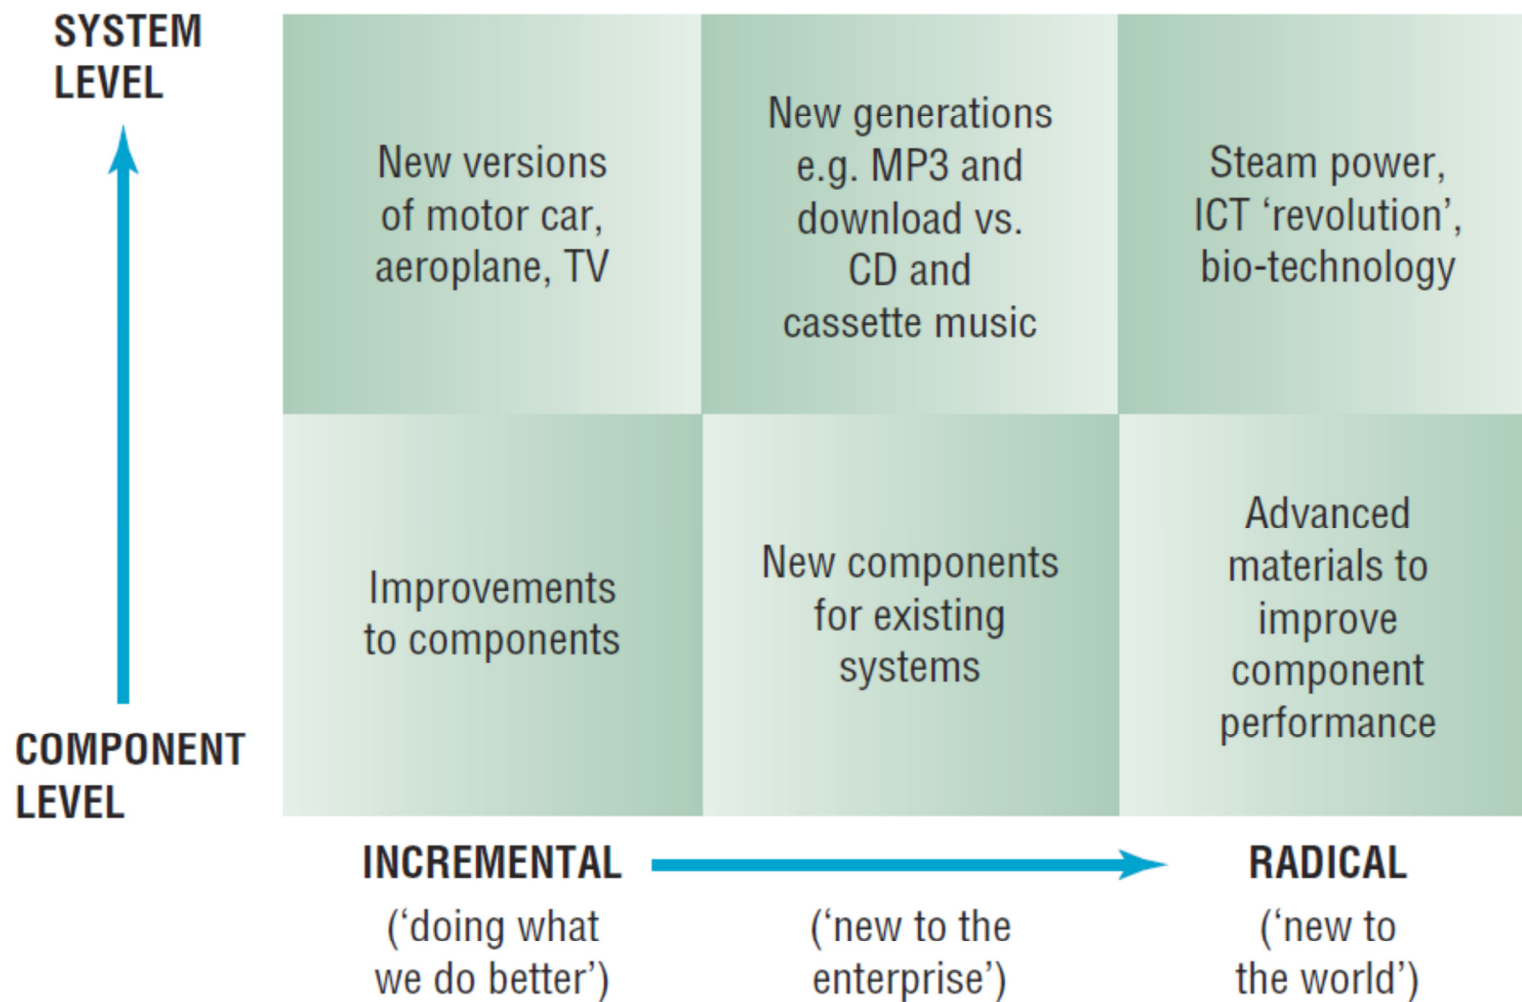 SYSTEM
LEVEL
New versions
of motor car,
aeroplane, TV
New generations
e.g. MP3 and
download vs.
CD and
cassette music
Steam power,
ICT ‘revolution’,
bio-technology
COMPONENT
LEVEL
Improvements
to components
New components
for existing
systems
Advanced
materials to
improve
component
performance
INCREMENTAL
(‘doing what
we do better’)
(‘new to the
enterprise’)
RADICAL
(‘new to
the world’)